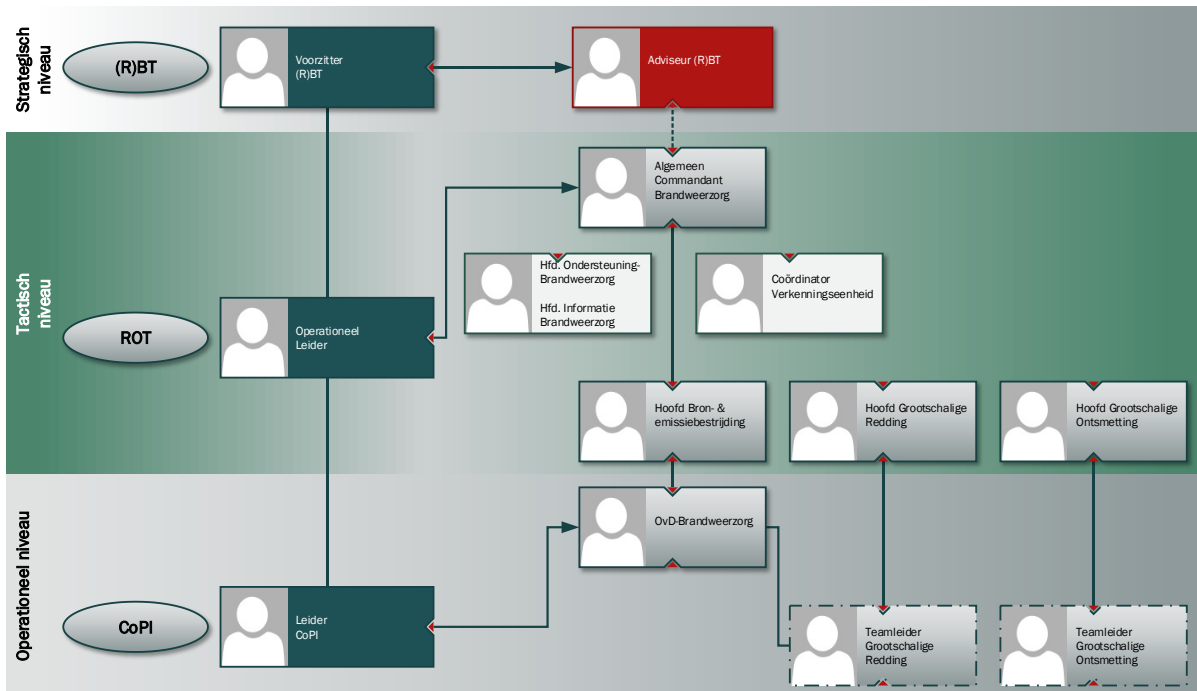 Strategisch
niveau
(R)BT
Voorzitter
(R)BT
Adviseur (R)BT
Tactisch
niveau
Algemeen
Commandant
Brandweerzorg
Hfd. Ondersteuning-
Brandweerzorg
Hfd. Informatie
Brandweerzorg
Coördinator
Verkenningseenheid
ROT
Operationeel
Leider
Hoofd Bron- &
emissiebestrijding
Hoofd Grootschalige
Redding
Hoofd Grootschalige
Ontsmetting
Operationeel niveau
OvD-Brandweerzorg
CoPI
Leider
CoPI
Teamleider
Grootschalige
Redding
Teamleider
Grootschalige
Ontsmetting